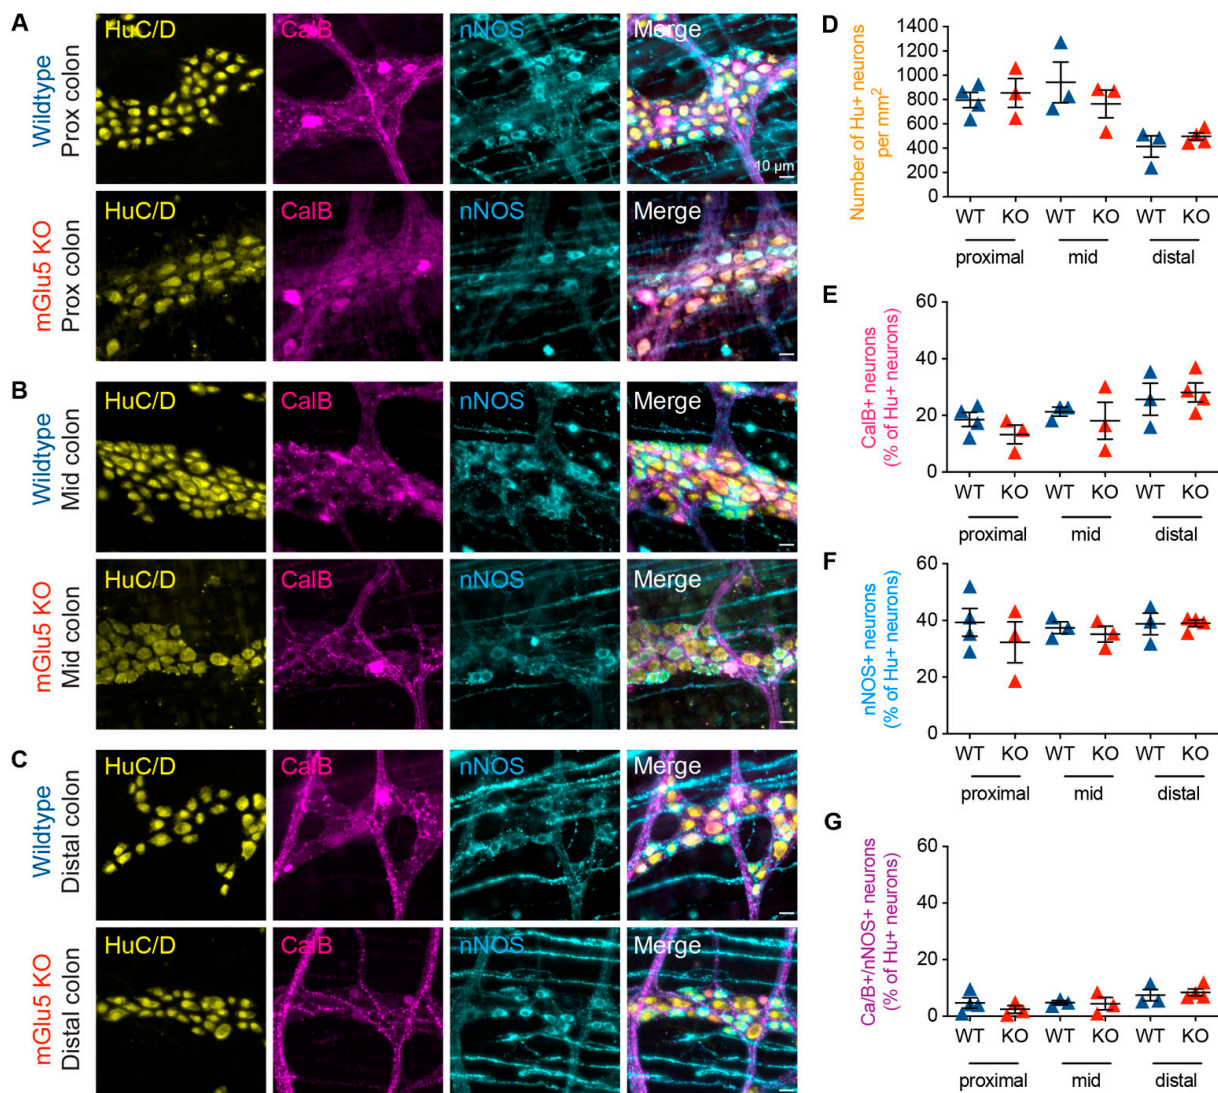 A
Wildtype
Prox colon
HuC/D
CalB
nNOS
Merge
10 µm
mGlu5 KO
Prox colon
HuC/D
CalB
nNOS
Merge
B
Wildtype
Mid colon
HuC/D
CalB
nNOS
Merge
mGlu5 KO
Mid colon
HuC/D
CalB
nNOS
Merge
C
Wildtype
Distal colon
HuC/D
CalB
nNOS
Merge
mGlu5 KO
Distal colon
HuC/D
CalB
nNOS
Merge
D
Number of Hu+ neurons
per mm²
1400
1200
1000
800
600
400
200
0
WT KO WT KO WT KO
proximal mid distal
E
CalB+ neurons
(% of Hu+ neurons)
60
40
20
0
WT KO WT KO WT KO
proximal mid distal
F
nNOS+ neurons
(% of Hu+ neurons)
60
40
20
0
WT KO WT KO WT KO
proximal mid distal
G
Ca/B+/nNOS+ neurons
(% of Hu+ neurons)
60
40
20
0
WT KO WT KO WT KO
proximal mid distal